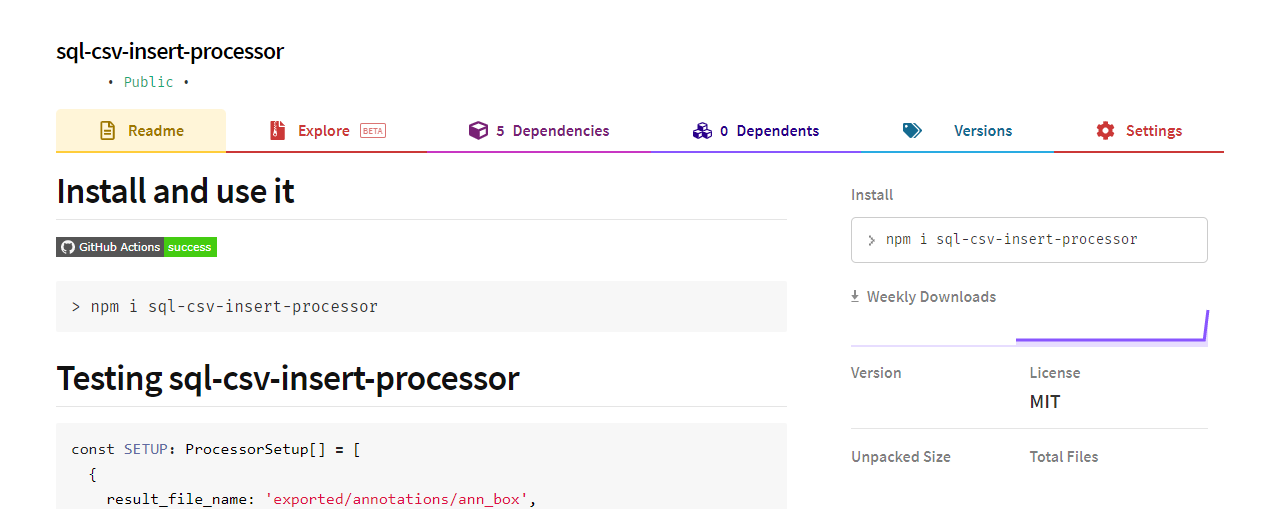 sql-csv-insert-processor
• Public •
Readme
Explore BETA
5 Dependencies
0 Dependents
Versions
Settings
Install and use it
GitHub Actions success
> npm i sql-csv-insert-processor
Testing sql-csv-insert-processor
const SETUP: ProcessorSetup[] = [
{
result_file_name: 'exported/annotations/ann_box',
Install
> npm i sql-csv-insert-processor
Weekly Downloads
Version
License
MIT
Unpacked Size
Total Files